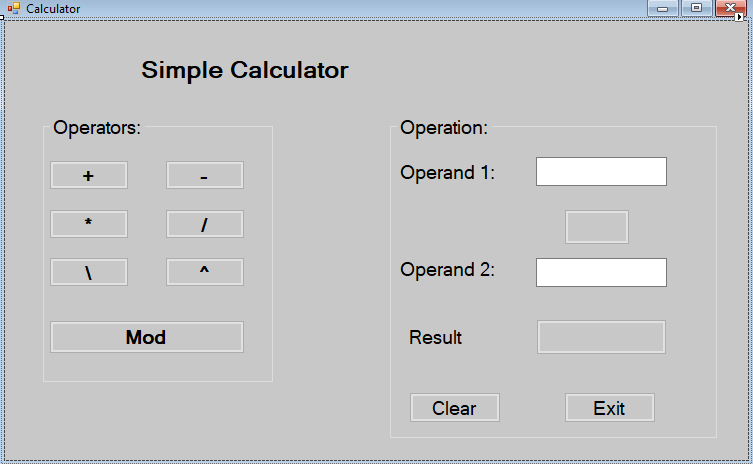 Calculator
Simple Calculator
Operators:
+ -
* /
\ ^
Mod
Operation:
Operand 1:
Operand 2:
Result
Clear Exit